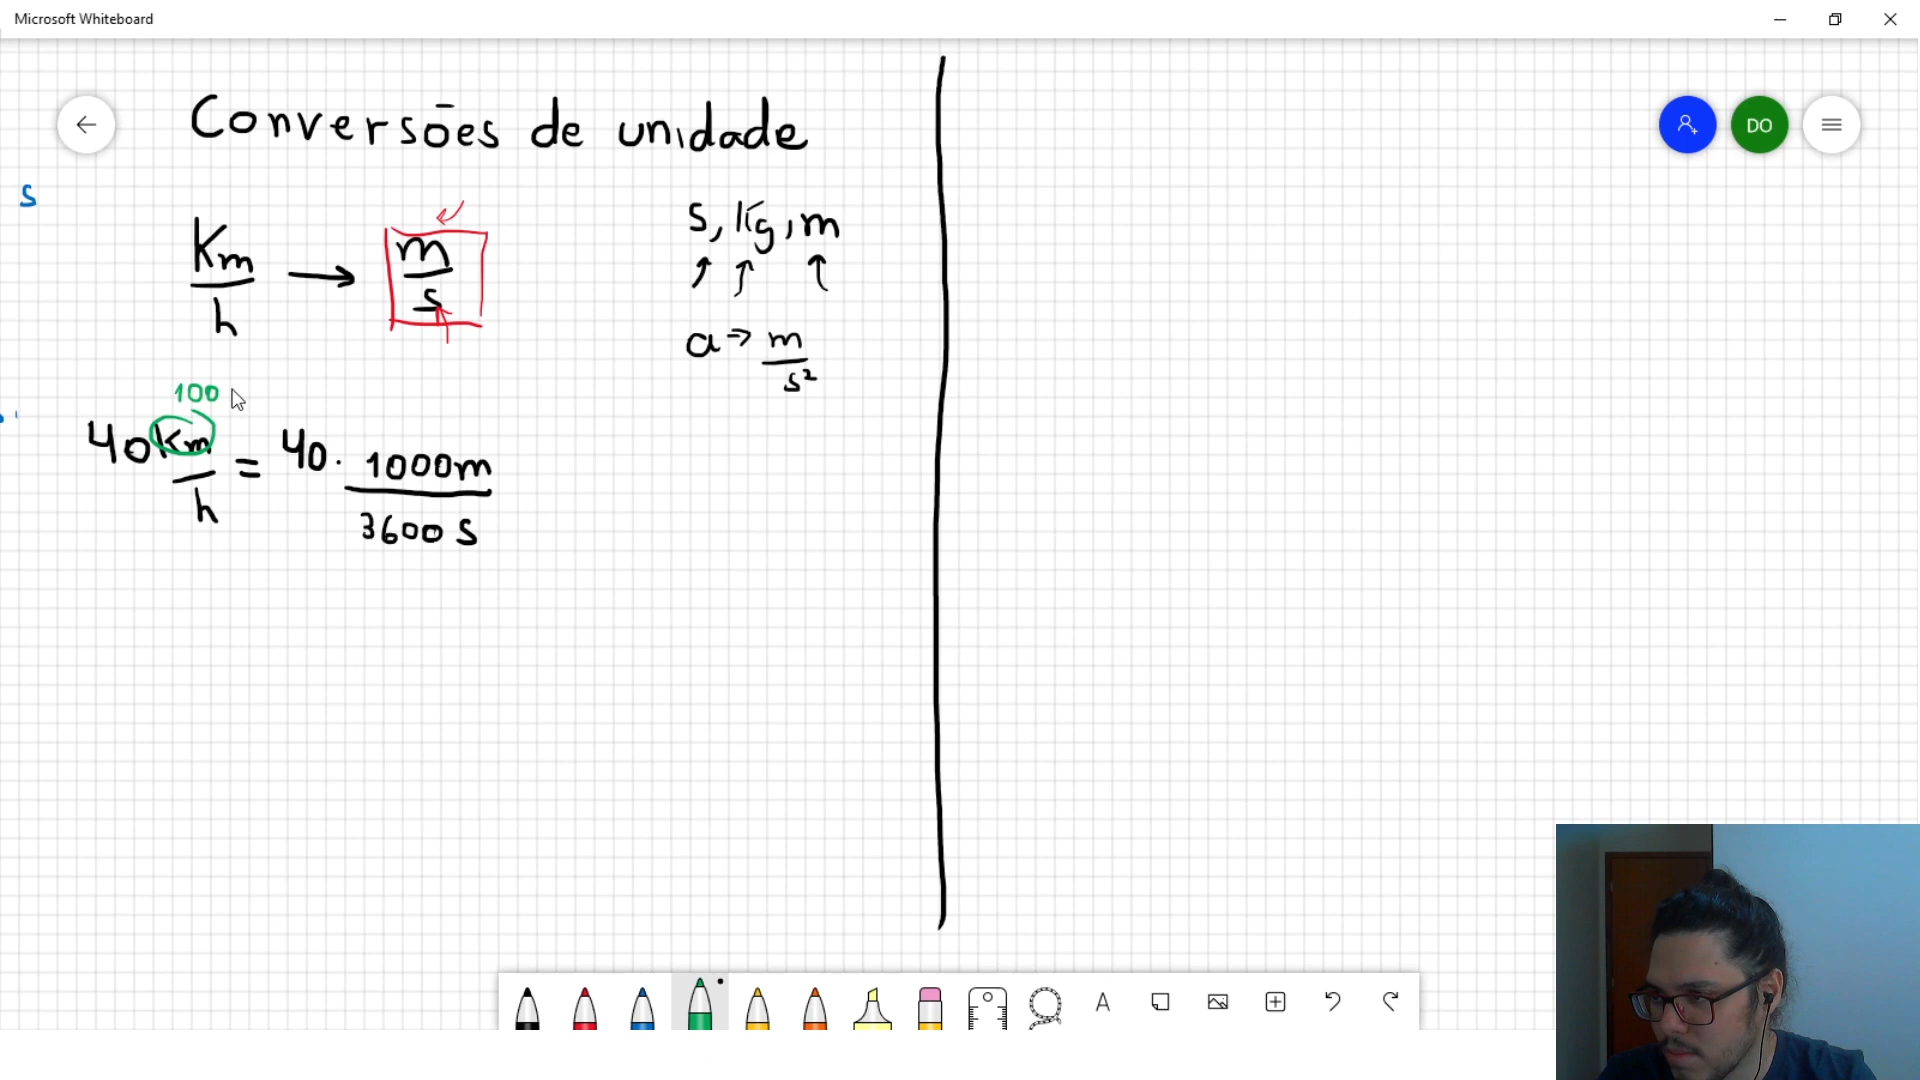 Microsoft Whiteboard
Conversões de unidade
DO
s
Km
h
→
m
s
s, Kg, m
a → m
s²
100
40 Km = 40 · 1000m
h
3600 s
A